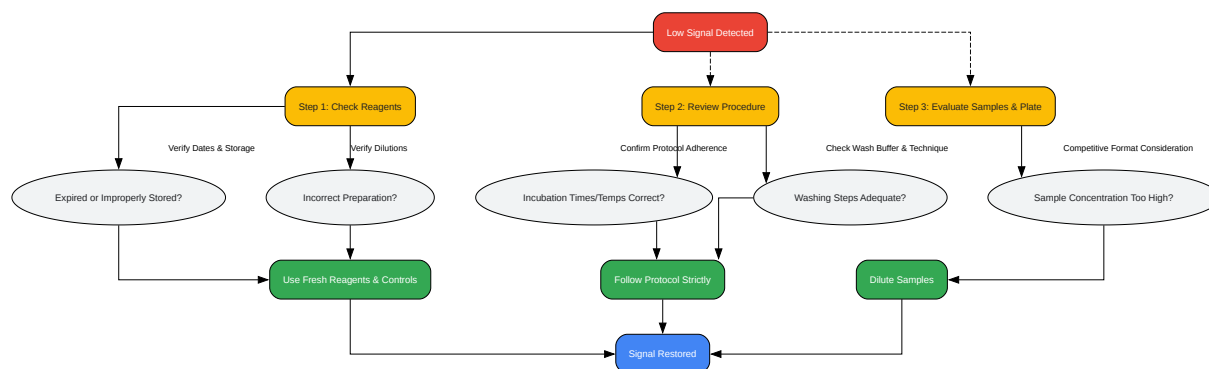 Low Signal Detected
Step 1: Check Reagents
Step 2: Review Procedure
Step 3: Evaluate Samples & Plate
Verify Dates & Storage
Verify Dilutions
Confirm Protocol Adherence
Check Wash Buffer & Technique
Competitive Format Consideration
Expired or Improperly Stored?
Incorrect Preparation?
Incubation Times/Temps Correct?
Washing Steps Adequate?
Sample Concentration Too High?
Use Fresh Reagents & Controls
Follow Protocol Strictly
Dilute Samples
Signal Restored